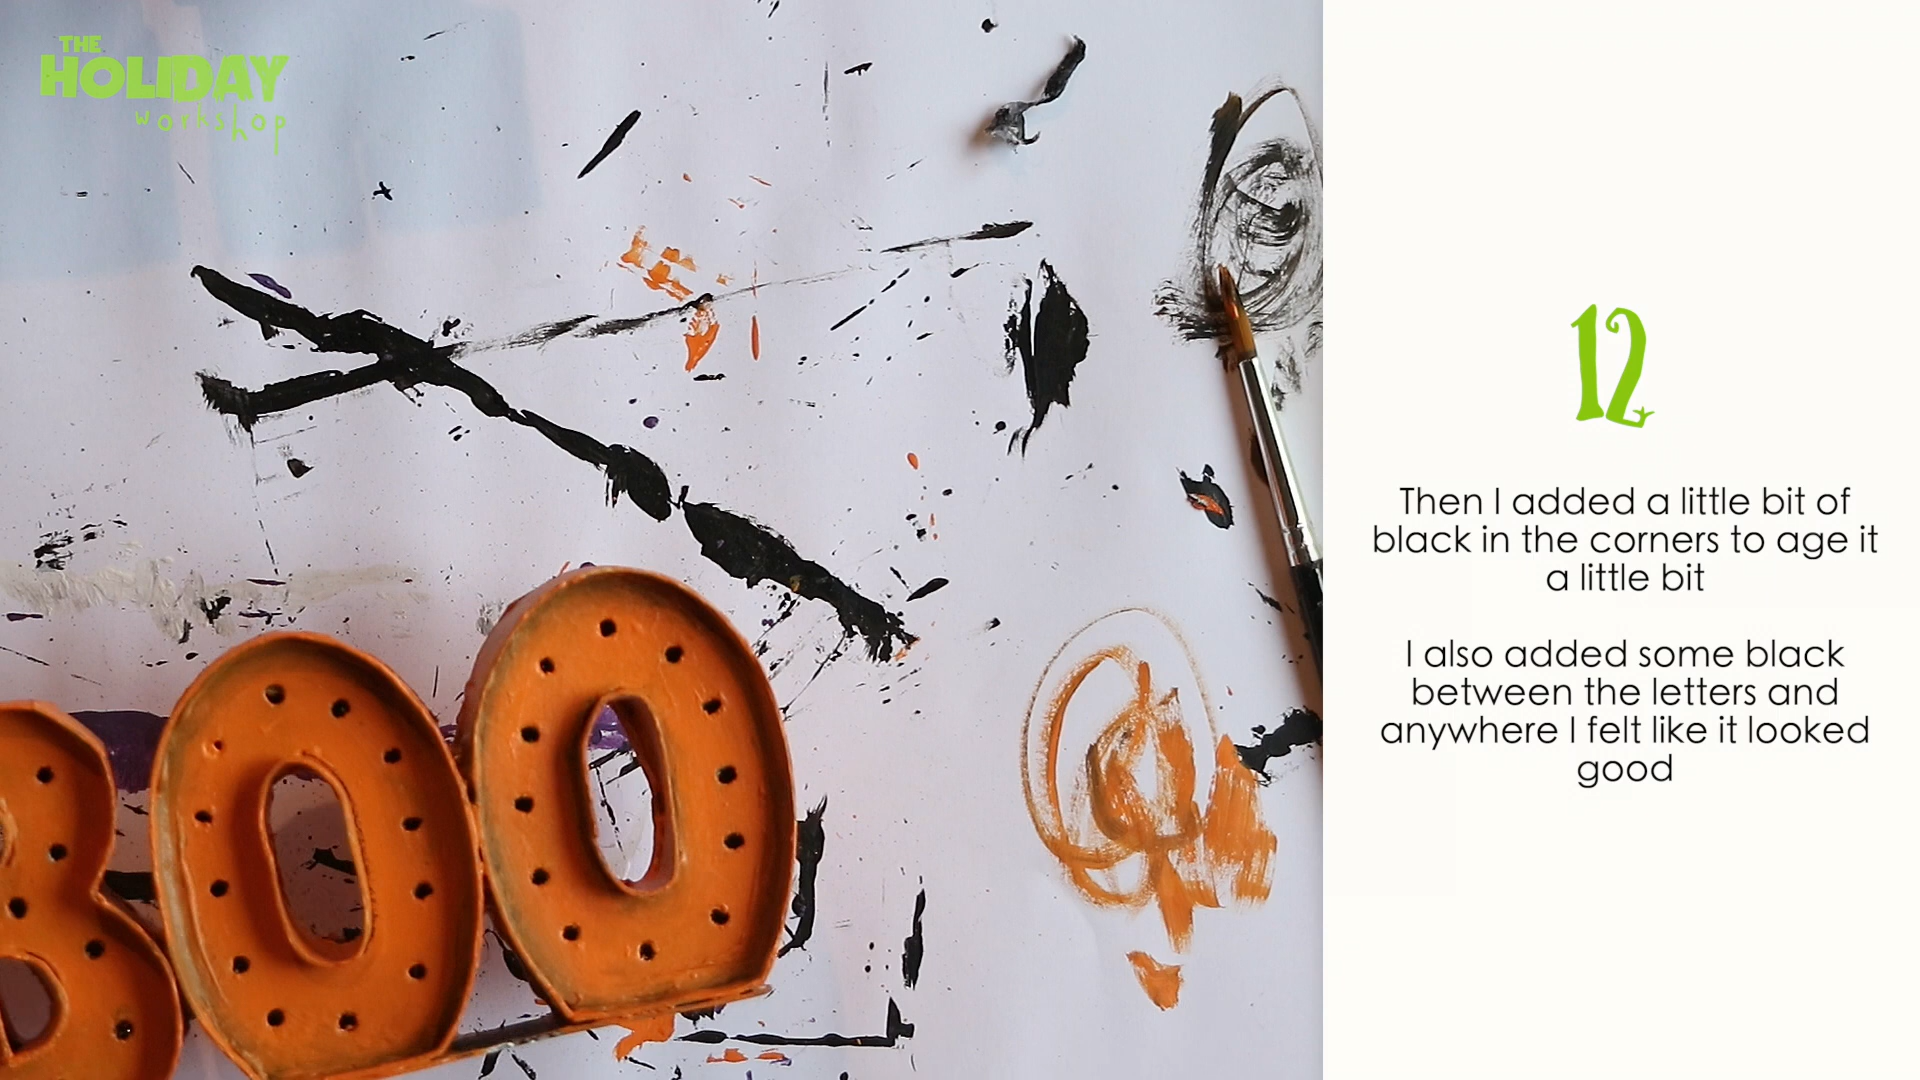 THE
HOLIDAY
workshop
BOO
12
Then I added a little bit of
black in the corners to age it
a little bit
I also added some black
between the letters and
anywhere I felt like it looked
good